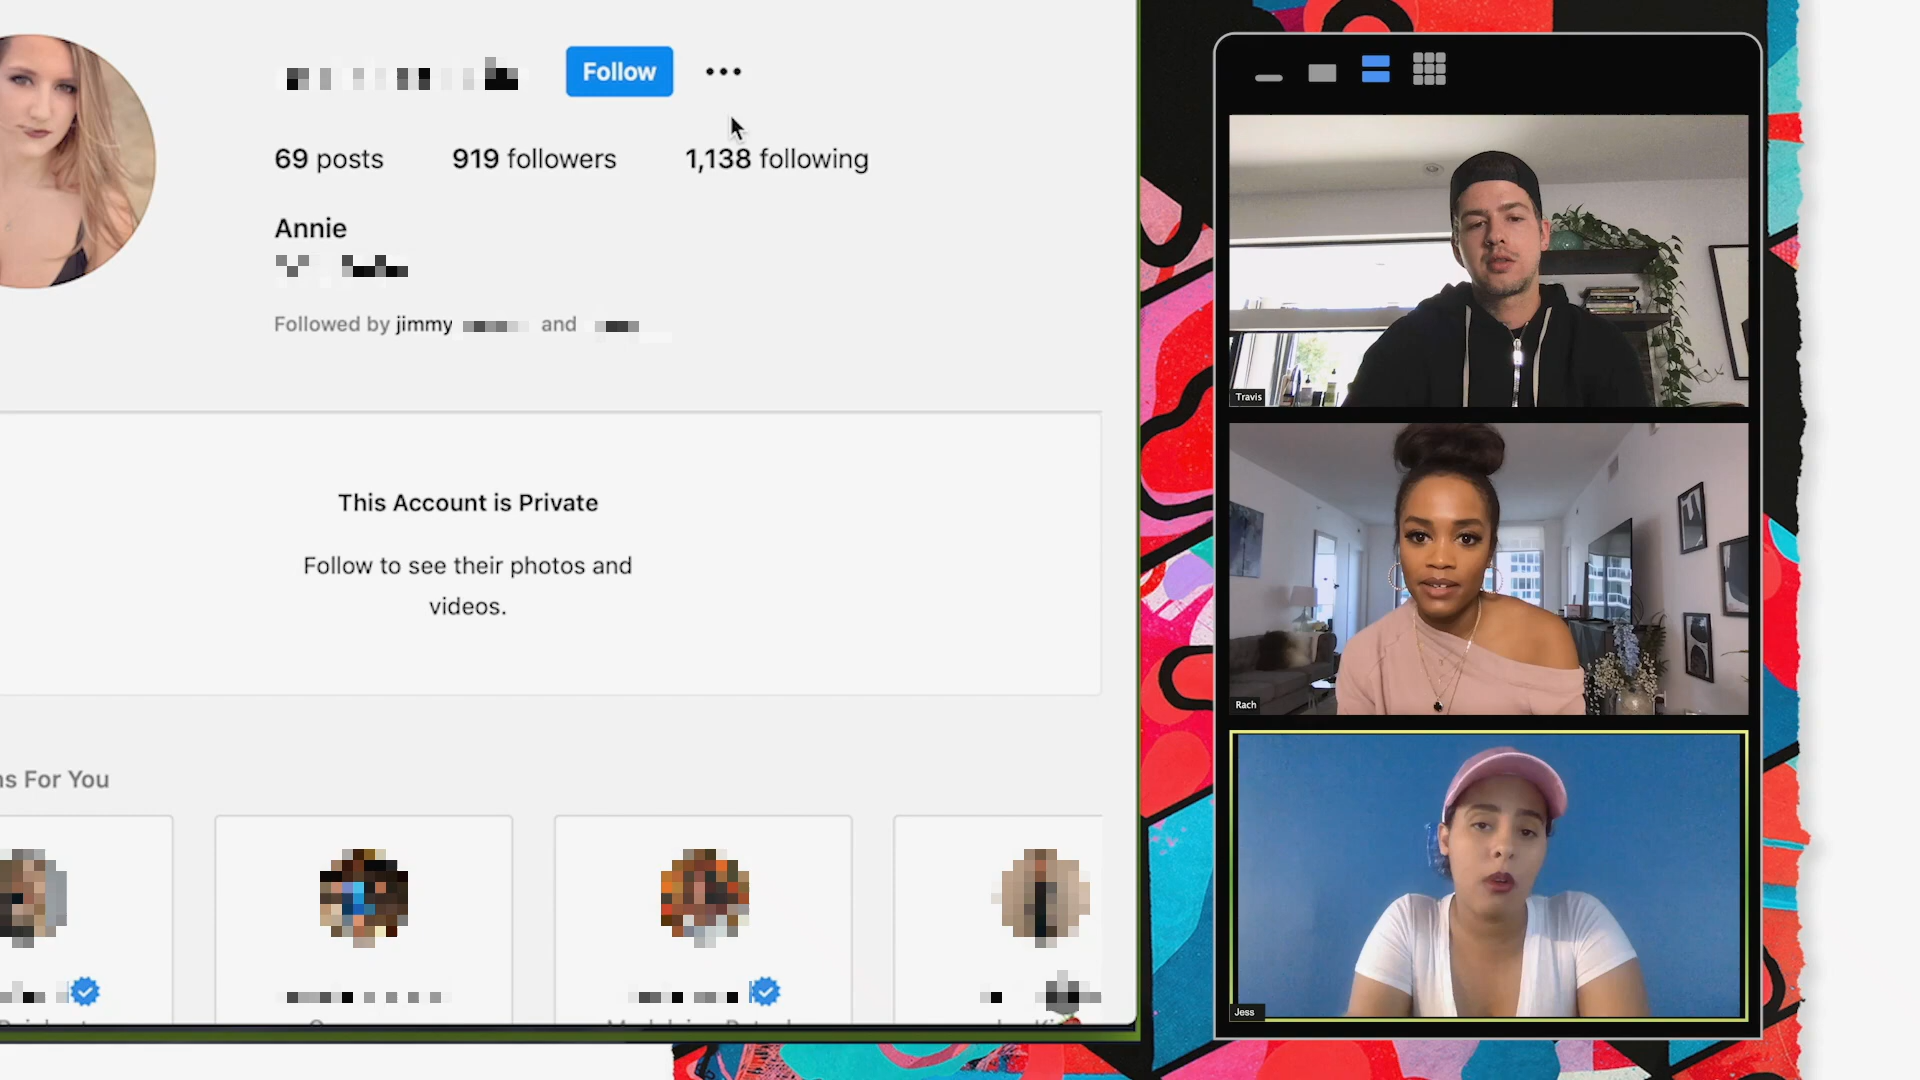 Follow
69 posts 919 followers 1,138 following
Annie
Followed by jimmy and
This Account is Private
Follow to see their photos and
videos.
ns For You
Travis
Rach
Jess